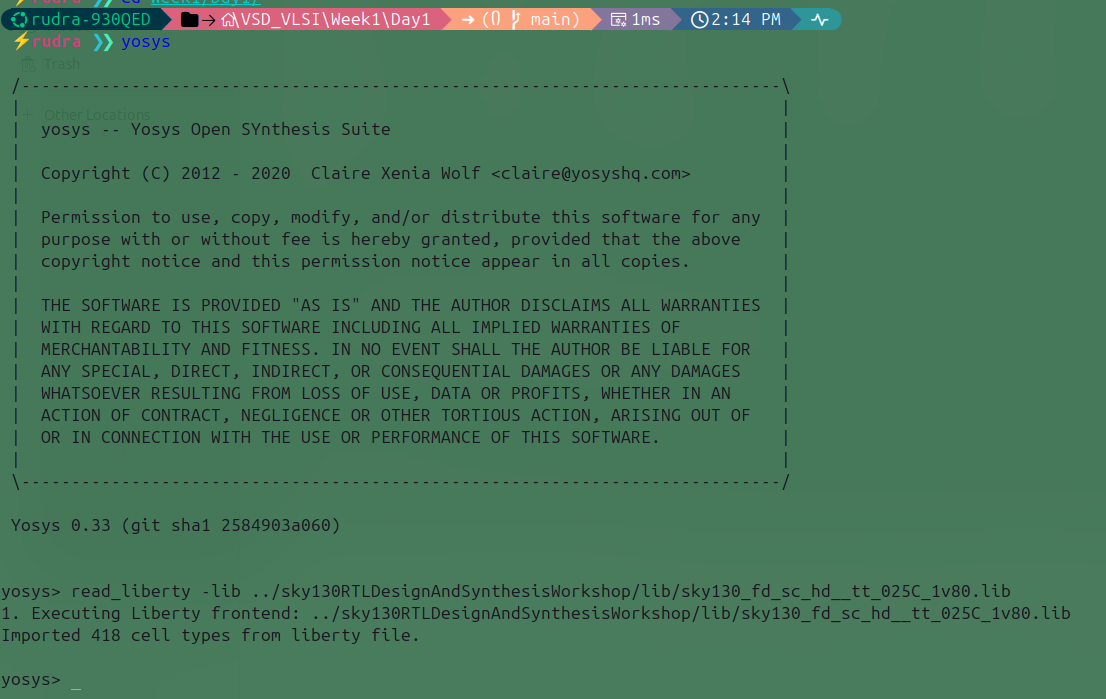 rudra cd Week1/Day1/
rudra-930QED → \VSD_VLSI\Week1\Day1 → ( main) 1ms 2:14 PM
⚡rudra ❯❯ yosys
Trash
/----------------------------------------------------------------------------\
| |
+ Other Locations
| yosys -- Yosys Open SYnthesis Suite |
| |
| Copyright (C) 2012 - 2020 Claire Xenia Wolf <claire@yosyshq.com> |
| |
| Permission to use, copy, modify, and/or distribute this software for any |
| purpose with or without fee is hereby granted, provided that the above |
| copyright notice and this permission notice appear in all copies. |
| |
| THE SOFTWARE IS PROVIDED "AS IS" AND THE AUTHOR DISCLAIMS ALL WARRANTIES |
| WITH REGARD TO THIS SOFTWARE INCLUDING ALL IMPLIED WARRANTIES OF |
| MERCHANTABILITY AND FITNESS. IN NO EVENT SHALL THE AUTHOR BE LIABLE FOR |
| ANY SPECIAL, DIRECT, INDIRECT, OR CONSEQUENTIAL DAMAGES OR ANY DAMAGES |
| WHATSOEVER RESULTING FROM LOSS OF USE, DATA OR PROFITS, WHETHER IN AN |
| ACTION OF CONTRACT, NEGLIGENCE OR OTHER TORTIOUS ACTION, ARISING OUT OF |
| OR IN CONNECTION WITH THE USE OR PERFORMANCE OF THIS SOFTWARE. |
| |
\----------------------------------------------------------------------------/
Yosys 0.33 (git sha1 2584903a060)
yosys> read_liberty -lib ../sky130RTLDesignAndSynthesisWorkshop/lib/sky130_fd_sc_hd__tt_025C_1v80.lib
1. Executing Liberty frontend: ../sky130RTLDesignAndSynthesisWorkshop/lib/sky130_fd_sc_hd__tt_025C_1v80.lib
Imported 418 cell types from liberty file.
yosys> _